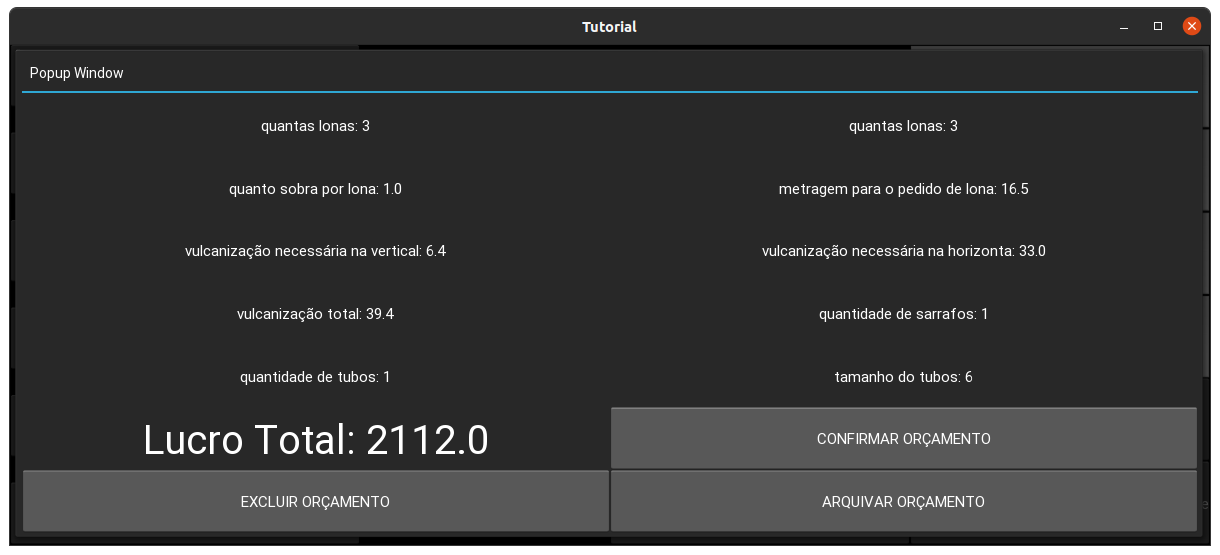 Tutorial
Popup Window
quantas lonas: 3
quantas lonas: 3
quanto sobra por lona: 1.0
metragem para o pedido de lona: 16.5
vulcanização necessária na vertical: 6.4
vulcanização necessária na horizonta: 33.0
vulcanização total: 39.4
quantidade de sarrafos: 1
quantidade de tubos: 1
tamanho do tubos: 6
Lucro Total: 2112.0
CONFIRMAR ORÇAMENTO
EXCLUIR ORÇAMENTO
ARQUIVAR ORÇAMENTO